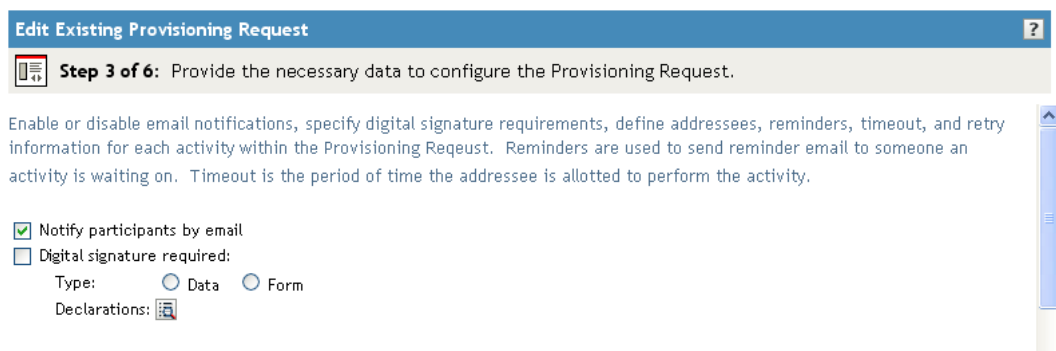 Edit Existing Provisioning Request
?
Step 3 of 6: Provide the necessary data to configure the Provisioning Request.
Enable or disable email notifications, specify digital signature requirements, define addressees, reminders, timeout, and retry
information for each activity within the Provisioning Reqeust. Reminders are used to send reminder email to someone an
activity is waiting on. Timeout is the period of time the addressee is allotted to perform the activity.
Notify participants by email
Digital signature required:
Type: Data Form
Declarations: